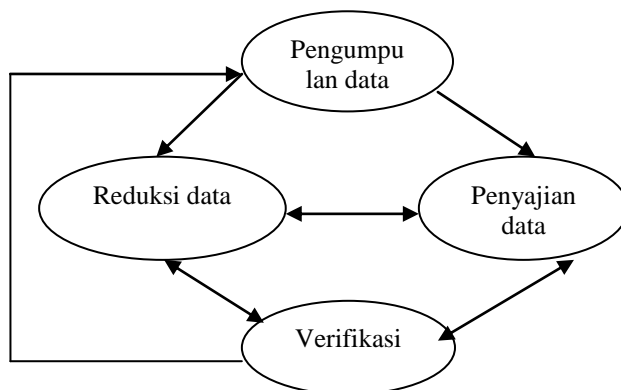 Pengumpu
lan data
Reduksi data
Penyajian
data
Verifikasi